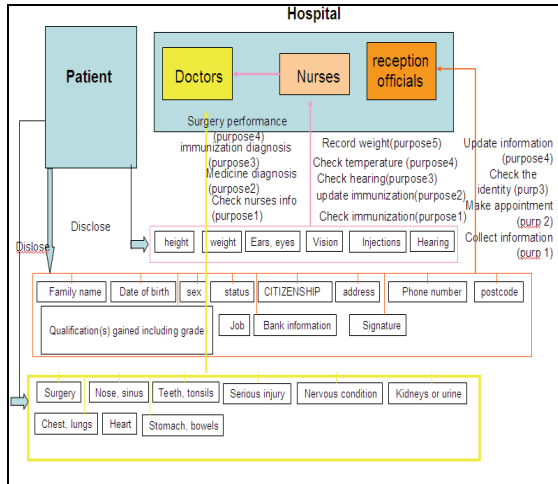 Hospital
Patient
Doctors
Nurses
reception
officials
Surgery performance
(purpose4)
immunization diagnosis
(purpose3)
Medicine diagnosis
(purpose2)
Check nurses info
(purpose1)
Record weight(purpose5)
Check temperature (purpose4)
Check hearing(purpose3)
update immunization(purpose2)
Check immunization(purpose1)
Update information
(purpose4)
Check the
identity (purp3)
Make appointment
(purp 2)
Collect information
(purp 1)
Disclose
Dislose
height
weight
Ears, eyes
Vision
Injections
Hearing
Family name
Date of birth
sex
status
CITIZENSHIP
address
Phone number
postcode
Qualification(s) gained including grade
Job
Bank information
Signature
Surgery
Nose, sinus
Teeth, tonsils
Serious injury
Nervous condition
Kidneys or urine
Chest, lungs
Heart
Stomach, bowels